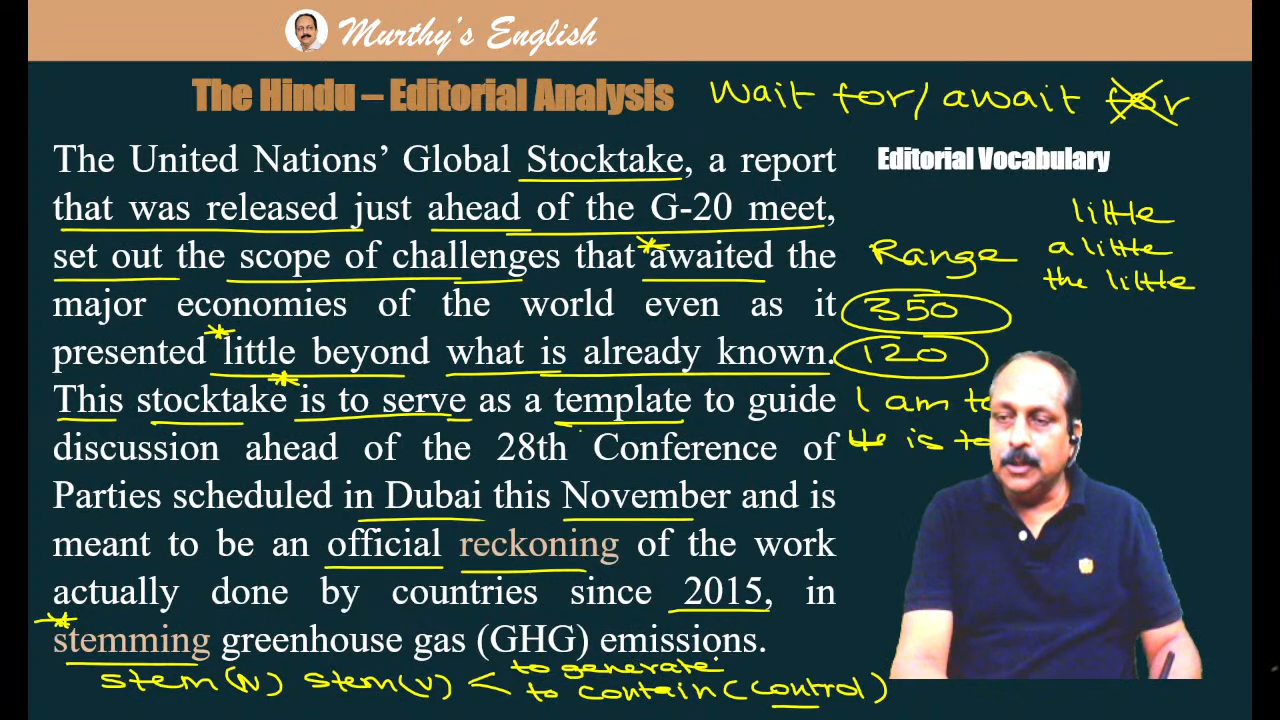 Murthy's English
The Hindu – Editorial Analysis
Wait for/ await for
The United Nations' Global Stocktake, a report
that was released just ahead of the G-20 meet,
set out the scope of challenges that *awaited the
major economies of the world even as it
presented *little beyond what is already known.
This stocktake* is to serve as a template to guide
discussion ahead of the 28th Conference of
Parties scheduled in Dubai this November and is
meant to be an official reckoning of the work
actually done by countries since 2015, in
*stemming greenhouse gas (GHG) emissions.
Editorial Vocabulary
little
a little
the little
Range
350
120
I am to
He is to
stem(N) stem(v) < to generate
to contain (control)